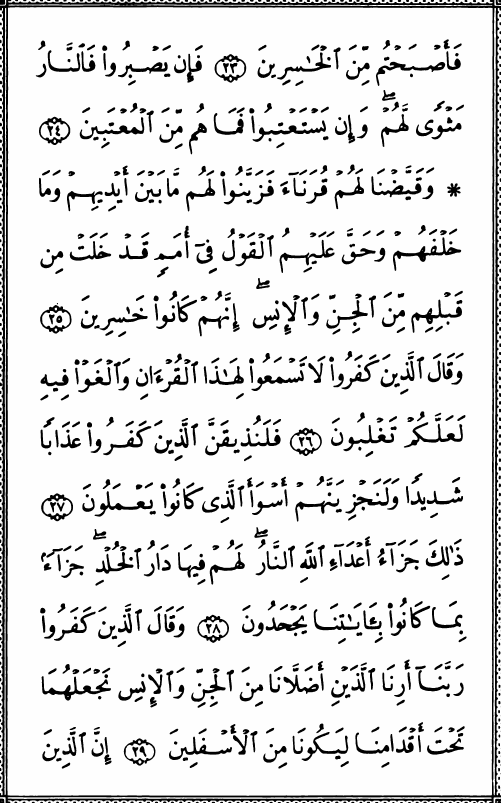 فَأَصۡبَحۡتُم مِّنَ ٱلۡخَٰسِرِينَ ٢٣ فَإِن يَصۡبِرُواْ فَٱلنَّارُ
مَثۡوٗى لَّهُمۡۖ وَإِن يَسۡتَعۡتِبُواْ فَمَا هُم مِّنَ ٱلۡمُعۡتَبِينَ ٢٤
* وَقَيَّضۡنَا لَهُمۡ قُرَنَآءَ فَزَيَّنُواْ لَهُم مَّا بَيۡنَ أَيۡدِيهِمۡ وَمَا
خَلۡفَهُمۡ وَحَقَّ عَلَيۡهِمُ ٱلۡقَوۡلُ فِيٓ أُمَمٖ قَدۡ خَلَتۡ مِن
قَبۡلِهِم مِّنَ ٱلۡجِنِّ وَٱلۡإِنسِۖ إِنَّهُمۡ كَانُواْ خَٰسِرِينَ ٢٥
وَقَالَ ٱلَّذِينَ كَفَرُواْ لَا تَسۡمَعُواْ لِهَٰذَا ٱلۡقُرۡءَانِ وَٱلۡغَوۡاْ فِيهِ
لَعَلَّكُمۡ تَغۡلِبُونَ ٢٦ فَلَنُذِيقَنَّ ٱلَّذِينَ كَفَرُواْ عَذَابٗا
شَدِيدٗا وَلَنَجۡزِيَنَّهُمۡ أَسۡوَأَ ٱلَّذِي كَانُواْ يَعۡمَلُونَ ٢٧
ذَٰلِكَ جَزَآءُ أَعۡدَآءِ ٱللَّهِ ٱلنَّارُۖ لَهُمۡ فِيهَا دَارُ ٱلۡخُلۡدِۖ جَزَآءَۢ
بِمَا كَانُواْ بِـَٔايَٰتِنَا يَجۡحَدُونَ ٢٨ وَقَالَ ٱلَّذِينَ كَفَرُواْ
رَبَّنَآ أَرِنَا ٱلَّذَيۡنِ أَضَلَّانَا مِنَ ٱلۡجِنِّ وَٱلۡإِنسِ نَجۡعَلۡهُمَا
تَحۡتَ أَقۡدَامِنَا لِيَكُونَا مِنَ ٱلۡأَسۡفَلِينَ ٢٩ إِنَّ ٱلَّذِينَ